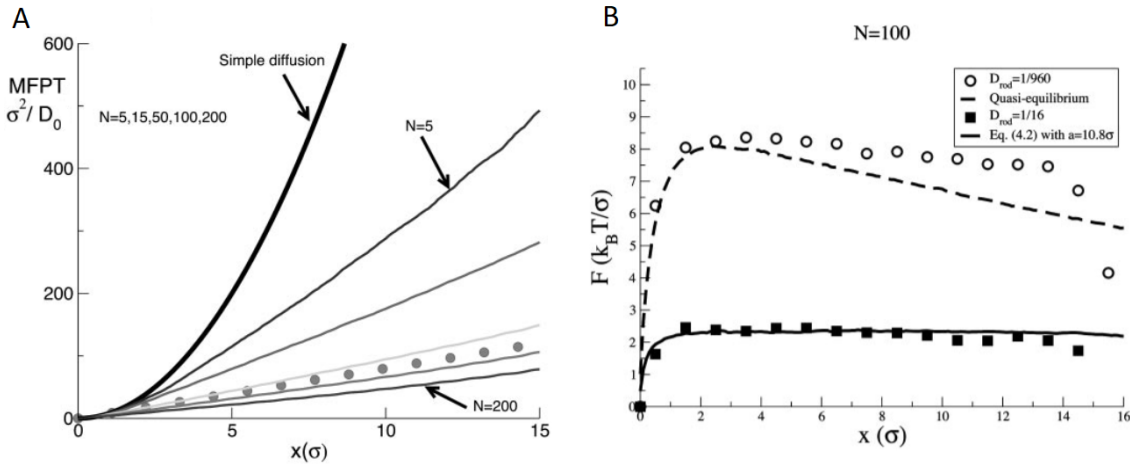 A
600
400
200
0
MFPT
σ²/ D₀
N=5,15,50,100,200
Simple diffusion
N=5
N=200
0
5
10
15
x(σ)
B
N=100
D_rod=1/960
Quasi-equilibrium
D_rod=1/16
Eq. (4.2) with a=10.8σ
F (k_BT/σ)
10
9
8
7
6
5
4
3
2
1
0
0
2
4
6
8
10
12
14
16
x (σ)